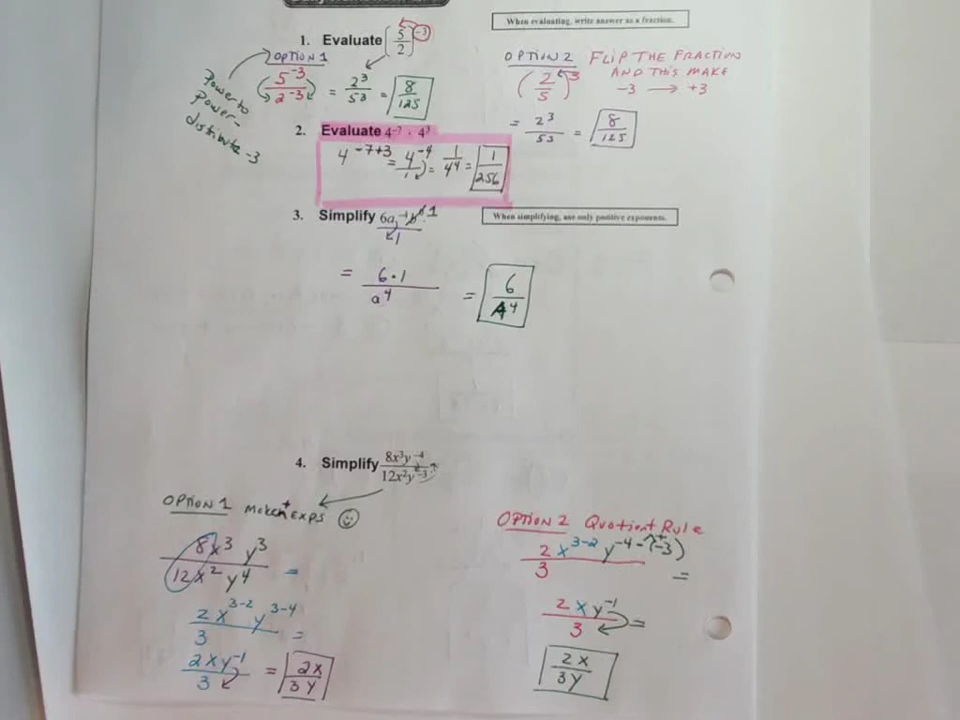 When evaluating, write answer as a fraction.
1. Evaluate (5/2)^-3
OPTION 1
5^-3 / 2^-3 = 2^3 / 5^3 = 8/125
Power to
Power -
distribute -3
OPTION 2 FLIP THE FRACTION
AND THIS MAKE
-3 → +3
(2/5)^3
= 2^3 / 5^3 = 8/125
2. Evaluate 4^-7 · 4^3
4^-7+3 = 4^-4 / 1 = 1/4^4 = 1/256
When simplifying, use only positive exponents.
3. Simplify 6a b^0 1
1
= 6·1 / a^4 = 6/A^4
4. Simplify 8x^3y^-4 / 12x^2y^-3
OPTION 1 Make + EXPS
8x^3 y^3 / 12x^2 y^4 =
2x^3-2 y^3-4 / 3 =
2xy^-1 / 3 = 2x/3y
OPTION 2 Quotient Rule
2x^3-2 y^-4-(-3) / 3 =
2xy^-1 / 3 =
2x/3y